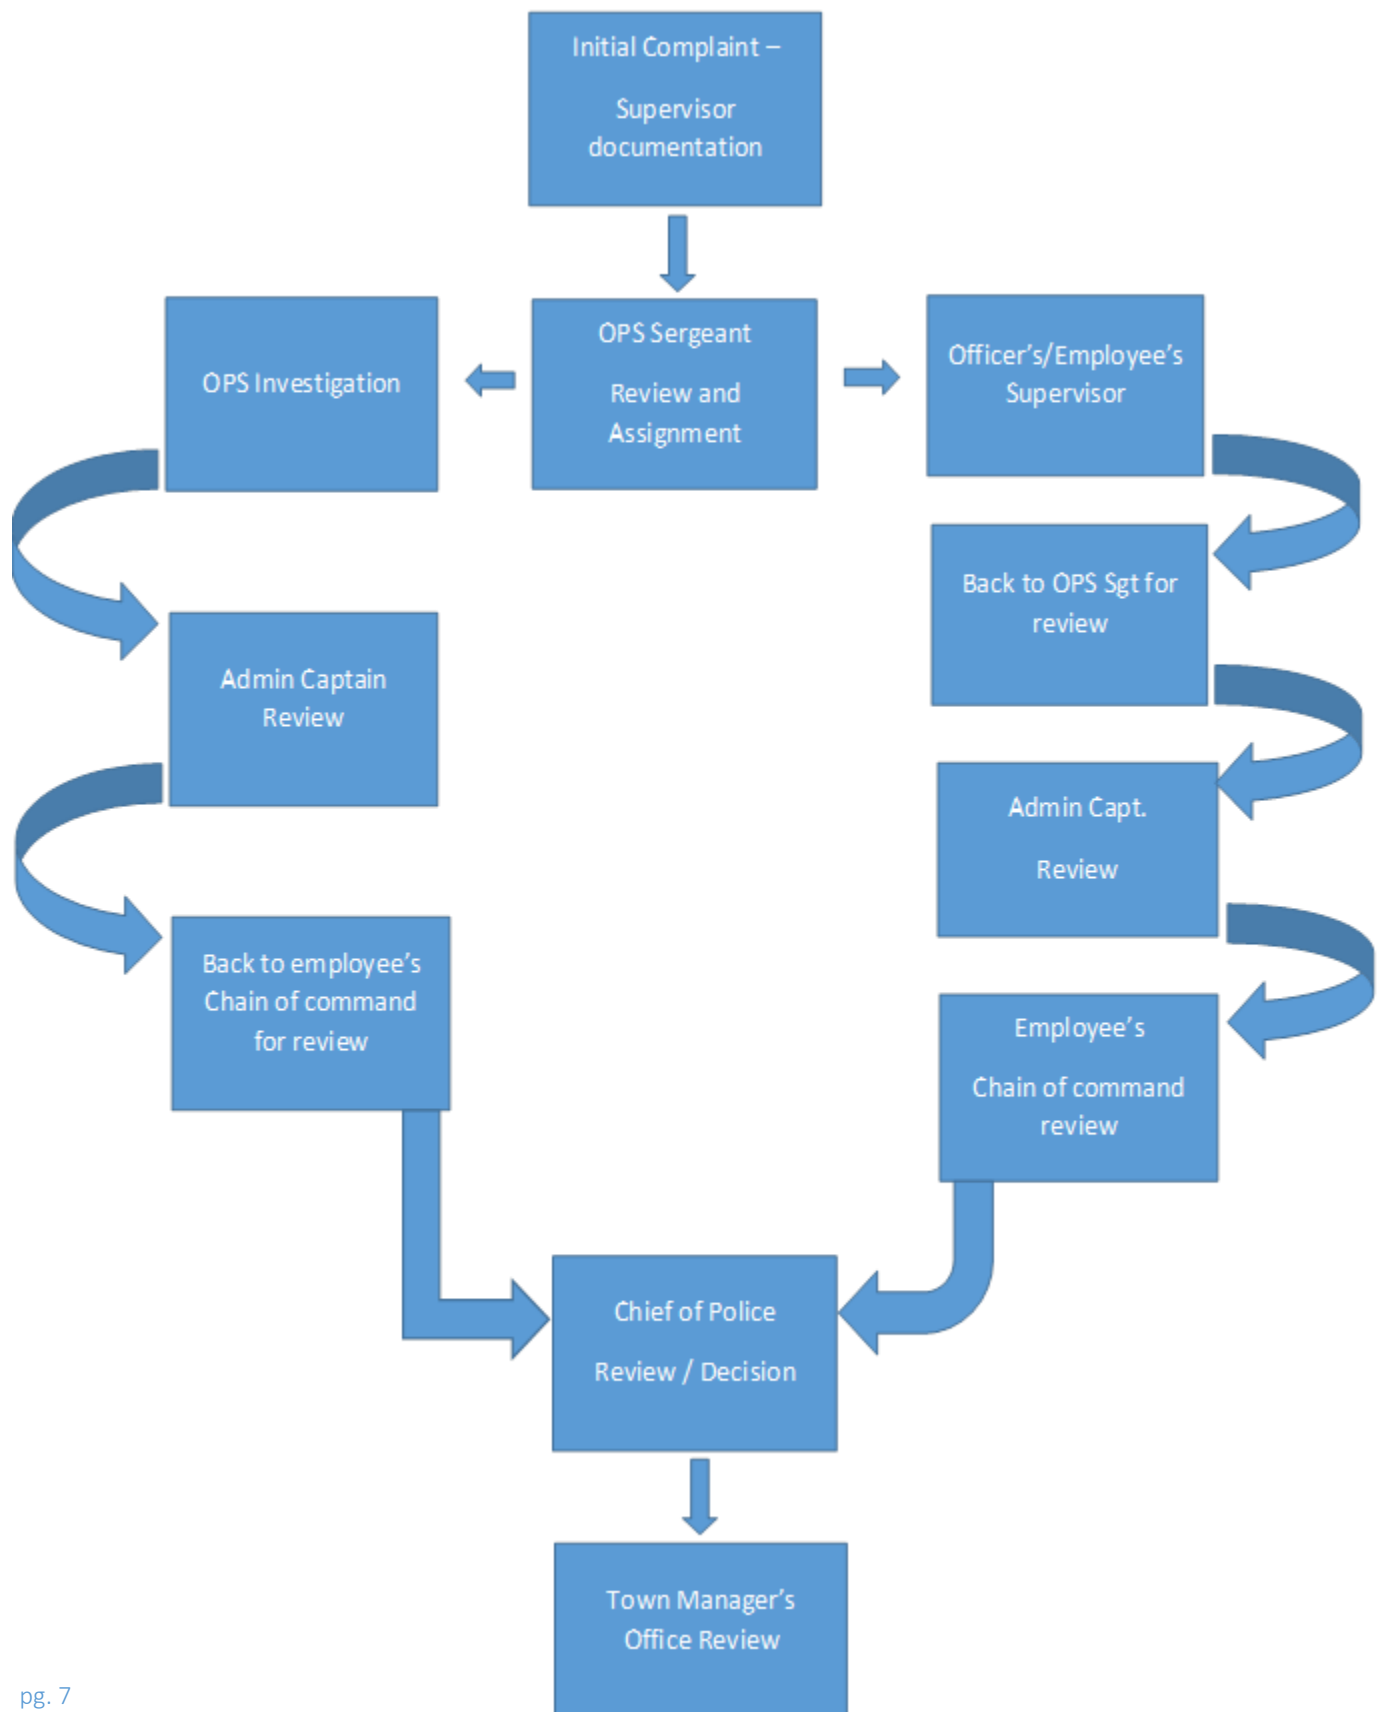 Initial Complaint –
Supervisor
documentation
OPS Investigation
OPS Sergeant
Review and
Assignment
Officer's/Employee's
Supervisor
Back to OPS Sgt for
review
Admin Captain
Review
Admin Capt.
Review
Back to employee's
Chain of command
for review
Employee's
Chain of command
review
Chief of Police
Review / Decision
Town Manager's
Office Review
pg. 7